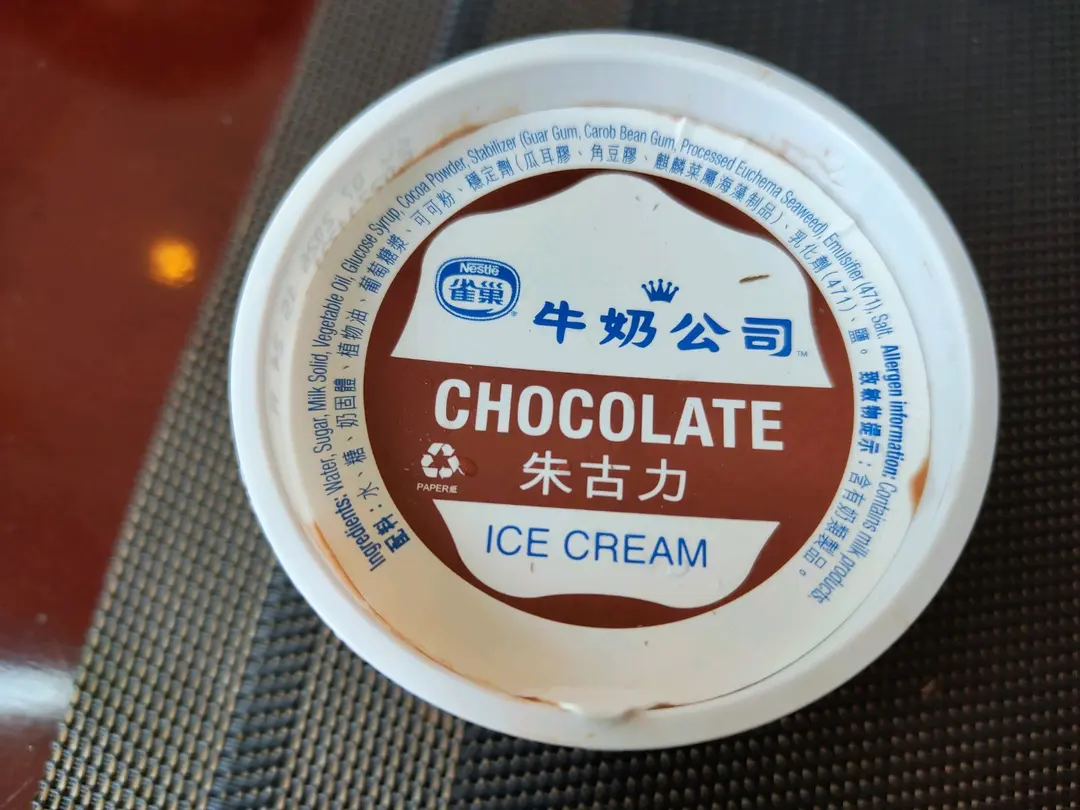 Ingredients: Water, Sugar, Milk Solid, Vegetable Oil, Glucose Syrup, Cocoa Powder, Stabilizer (Guar Gum, Carob Bean Gum, Processed Euchema Seaweed), Emulsifier (471), Salt. Allergen information: Contains milk products.
配料：水、糖、奶固體、植物油、葡萄糖漿、可可粉、穩定劑（瓜耳膠、角豆膠、麒麟菜屬海藻制品）、乳化劑（471）、鹽。 致敏物提示：含有奶類製品。
Nestlé
雀巢
®
牛奶公司
TM
CHOCOLATE
朱古力
PAPER紙
ICE CREAM